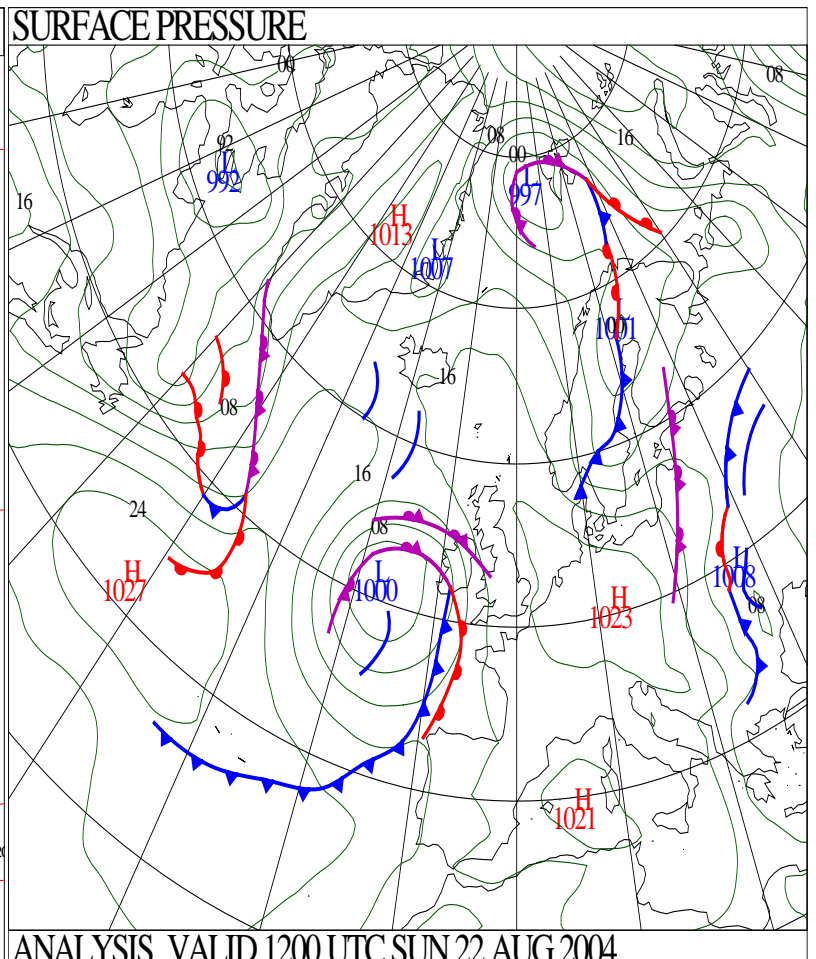 SURFACE PRESSURE
00
08
92
L
992
16
08
00
16
L
997
H
1013
L
1007
L
1001
16
08
16
24
08
H
1027
L
1000
H
1023
H
1008
08
H
1021
ANALYSIS VALID 1200 UTC SUN 22 AUG 2004